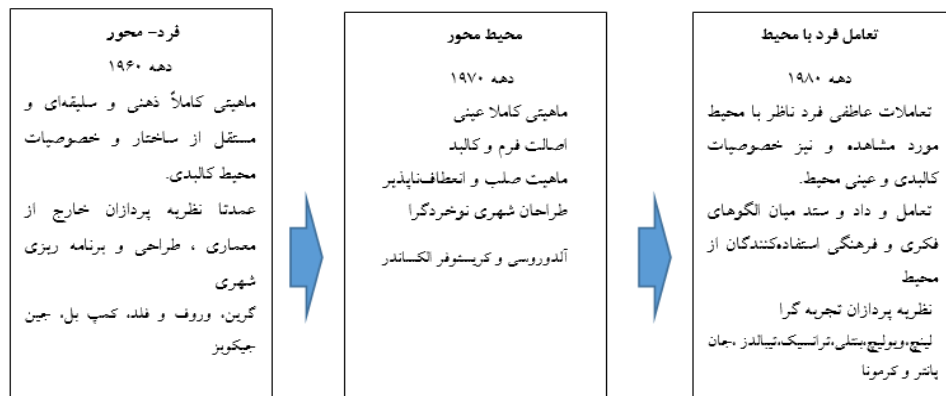 فرد- محور
دهه ۱۹۶۰
ماهیتی کاملاً ذهنی و سلیقه‌ای و
مستقل از ساختار و خصوصیات
محیط کالبدی.
عمدتا نظریه پردازان خارج از
معماری ، طراحی و برنامه ریزی
شهری
گرین، وروف و فلد، کمپ بل، جین
جیکوبز
محیط محور
دهه ۱۹۷۰
ماهیتی کاملا عینی
اصالت فرم و کالبد
ماهیت صلب و انعطاف‌ناپذیر
طراحان شهری نوخردگرا
آلدوروسی و کریستوفر الکساندر
تعامل فرد با محیط
دهه ۱۹۸۰
تعاملات عاطفی فرد ناظر با محیط
مورد مشاهده و نیز خصوصیات
کالبدی و عینی محیط.
تعامل و داد و ستد میان الگوهای
فکری و فرهنگی استفاده‌کنندگان از
محیط
نظریه پردازان تجربه گرا
لینچ،ویولیچ،بنتلی،ترانسیک،تیبالدز ،جان
پانتر و کرمونا